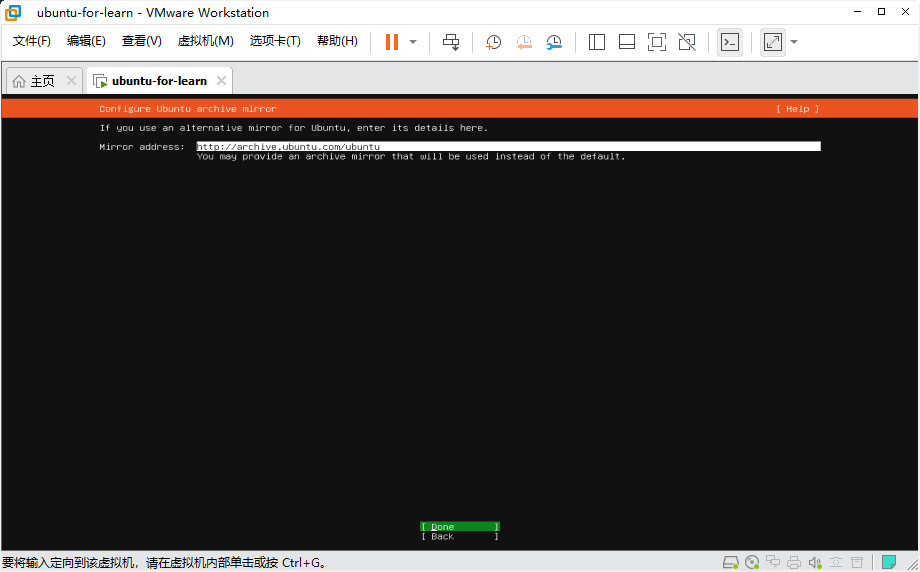 ubuntu-for-learn - VMware Workstation
文件(F) 编辑(E) 查看(V) 虚拟机(M) 选项卡(T) 帮助(H)
主页 ubuntu-for-learn
Configure Ubuntu archive mirror [ Help ]
If you use an alternative mirror for Ubuntu, enter its details here.
Mirror address: http://archive.ubuntu.com/ubuntu
You may provide an archive mirror that will be used instead of the default.
[ Done ]
[ Back ]
要将输入定向到该虚拟机，请在虚拟机内部单击或按 Ctrl+G。